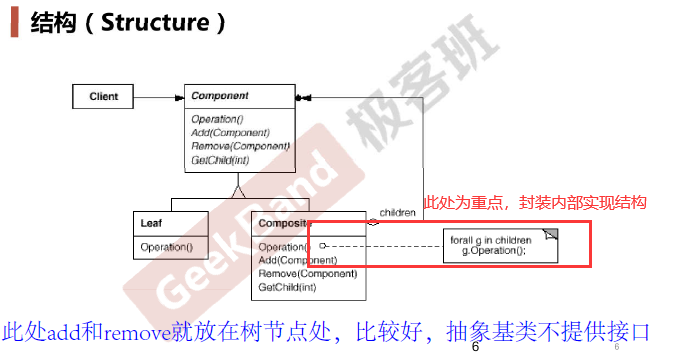 结构（Structure）
Client
Component
Operation()
Add(Component)
Remove(Component)
GetChild(int)
Leaf
Operation()
Composite
Operation()
Add(Component)
Remove(Component)
GetChild(int)
children
此处为重点，封装内部实现结构
forall g in children
g.Operation();
GeekBand 极客班
此处add和remove就放在树节点处，比较好，抽象基类不提供接口
6
6